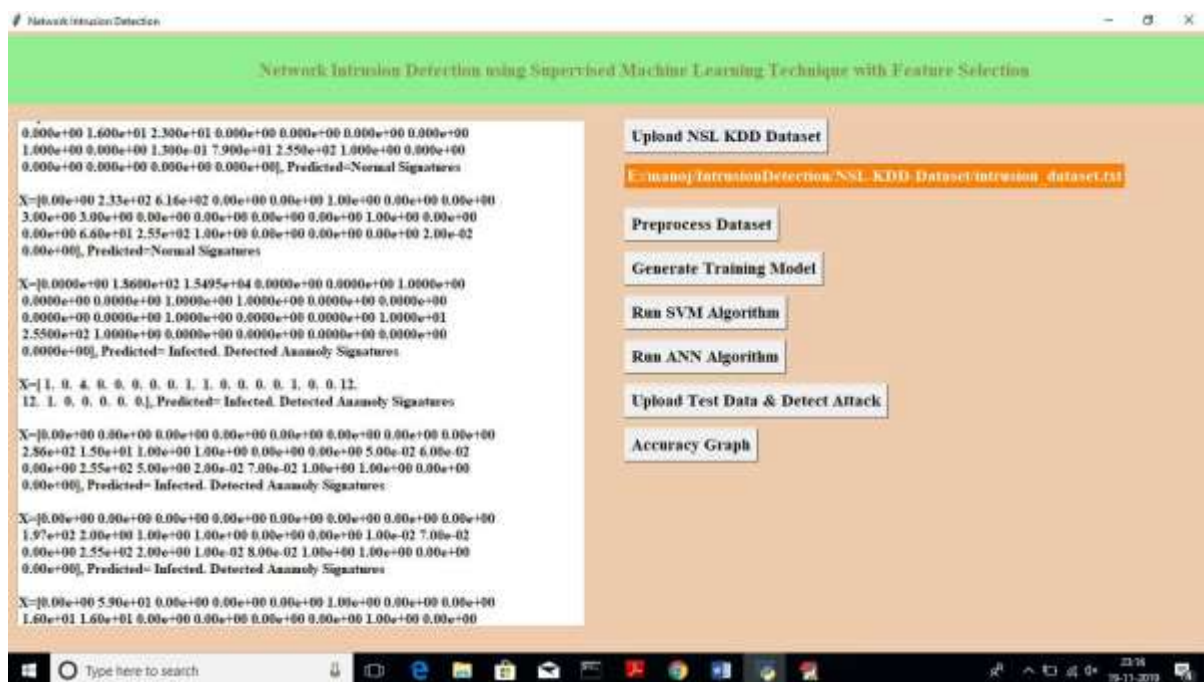 Network Intrusion Detection
Network Intrusion Detection using Supervised Machine Learning Technique with Feature Selection
0.000e+00 1.600e+01 2.300e+01 0.000e+00 0.000e+00 0.000e+00 0.000e+00
1.000e+00 0.000e+00 1.300e-01 7.900e+01 2.550e+02 1.000e+00 0.000e+00
0.000e+00 0.000e+00 0.000e+00 0.000e+00], Predicted=Normal Signatures
X=[0.00e+00 2.33e+02 6.16e+02 0.00e+00 0.00e+00 1.00e+00 0.00e+00 0.00e+00
3.00e+00 3.00e+00 0.00e+00 0.00e+00 0.00e+00 0.00e+00 1.00e+00 0.00e+00
0.00e+00 6.60e+01 2.55e+02 1.00e+00 0.00e+00 0.00e+00 0.00e+00 2.00e-02
0.00e+00], Predicted=Normal Signatures
X=[0.0000e+00 1.8600e+02 1.5495e+04 0.0000e+00 0.0000e+00 1.0000e+00
0.0000e+00 0.0000e+00 1.0000e+00 1.0000e+00 0.0000e+00 0.0000e+00
0.0000e+00 0.0000e+00 1.0000e+00 0.0000e+00 0.0000e+00 1.0000e+01
2.5500e+02 1.0000e+00 0.0000e+00 0.0000e+00 0.0000e+00 0.0000e+00
0.0000e+00], Predicted= Infected. Detected Anamoly Signatures
X=[ 1. 0. 4. 0. 0. 0. 0. 0. 1. 1. 0. 0. 0. 0. 1. 0. 0. 12.
12. 1. 0. 0. 0. 0. 0.], Predicted= Infected. Detected Anamoly Signatures
X=[0.00e+00 0.00e+00 0.00e+00 0.00e+00 0.00e+00 0.00e+00 0.00e+00 0.00e+00
2.86e+02 1.50e+01 1.00e+00 1.00e+00 0.00e+00 0.00e+00 5.00e-02 6.00e-02
0.00e+00 2.55e+02 5.00e+00 2.00e-02 7.00e-02 1.00e+00 1.00e+00 0.00e+00
0.00e+00], Predicted= Infected. Detected Anamoly Signatures
X=[0.00e+00 0.00e+00 0.00e+00 0.00e+00 0.00e+00 0.00e+00 0.00e+00 0.00e+00
1.97e+02 2.00e+00 1.00e+00 1.00e+00 0.00e+00 0.00e+00 1.00e-02 7.00e-02
0.00e+00 2.55e+02 2.00e+00 1.00e-02 8.00e-02 1.00e+00 1.00e+00 0.00e+00
0.00e+00], Predicted= Infected. Detected Anamoly Signatures
X=[0.00e+00 5.90e+01 0.00e+00 0.00e+00 0.00e+00 1.00e+00 0.00e+00 0.00e+00
1.60e+01 1.60e+01 0.00e+00 0.00e+00 0.00e+00 0.00e+00 1.00e+00 0.00e+00
Upload NSL KDD Dataset
E:/manoj/IntrusionDetection/NSL-KDD-Dataset/intrusion_dataset.txt
Preprocess Dataset
Generate Training Model
Run SVM Algorithm
Run ANN Algorithm
Upload Test Data & Detect Attack
Accuracy Graph
Type here to search
23:16
19-11-2019